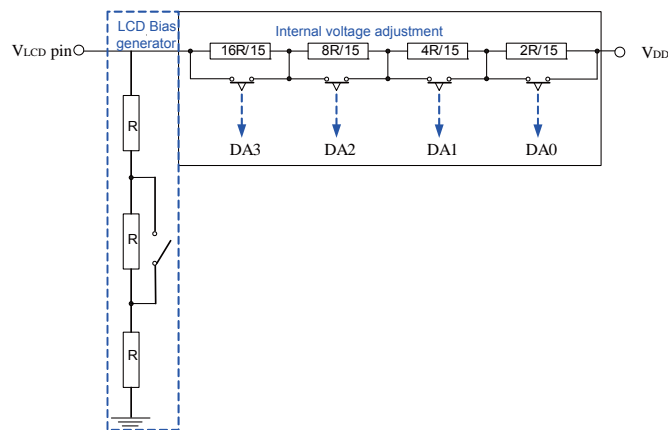 LCD Bias
generator
Internal voltage adjustment
VLCD pin
16R/15
8R/15
4R/15
2R/15
VDD
DA3
DA2
DA1
DA0
R
R
R